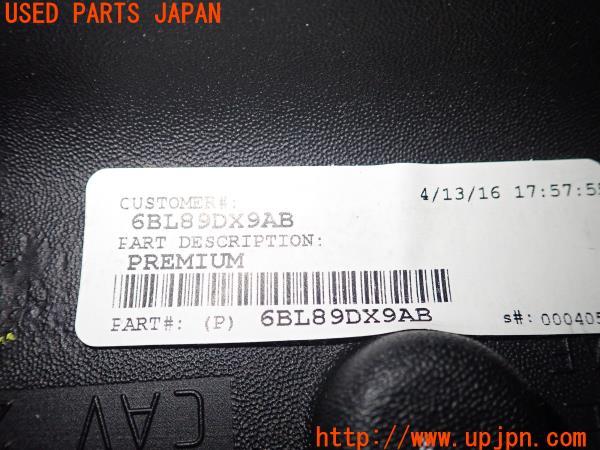 USED PARTS JAPAN
CUSTOMER#:
6BL89DX9AB
4/13/16 17:57:5
PART DESCRIPTION:
PREMIUM
PART#: (P) 6BL89DX9AB
s#: 000405
CAV
http://www.upjpn.com